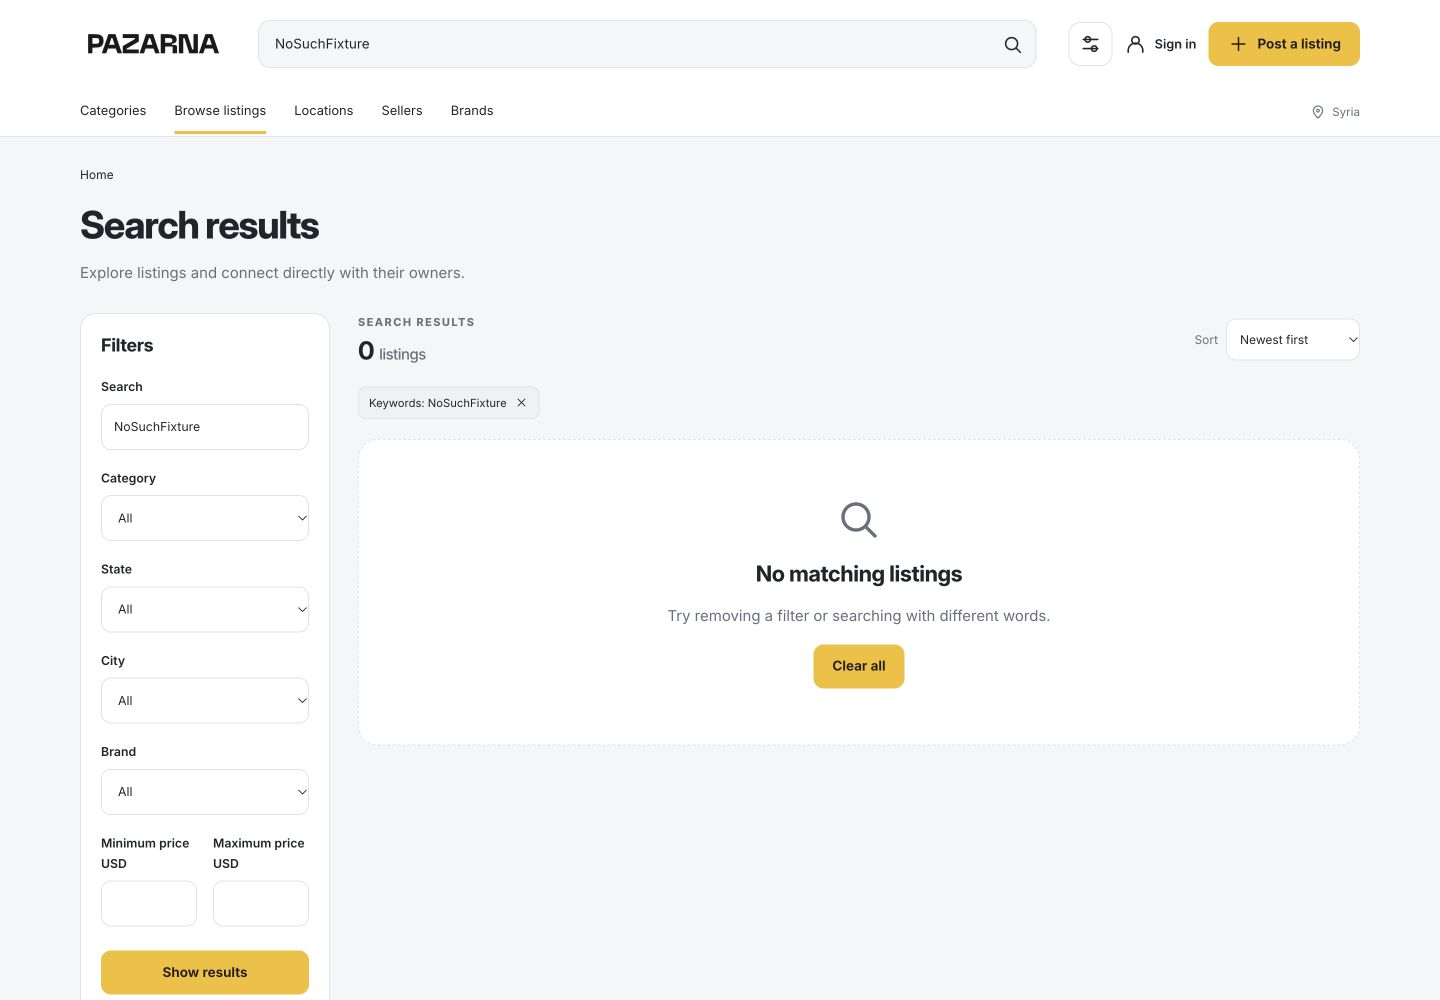 PAZARNA
NoSuchFixture
Sign in
Post a listing
Categories
Browse listings
Locations
Sellers
Brands
Syria
Home
Search results
Explore listings and connect directly with their owners.
Filters
Search
NoSuchFixture
Category
All
State
All
City
All
Brand
All
Minimum price USD
Maximum price USD
Show results
SEARCH RESULTS
0 listings
Sort
Newest first
Keywords: NoSuchFixture
No matching listings
Try removing a filter or searching with different words.
Clear all